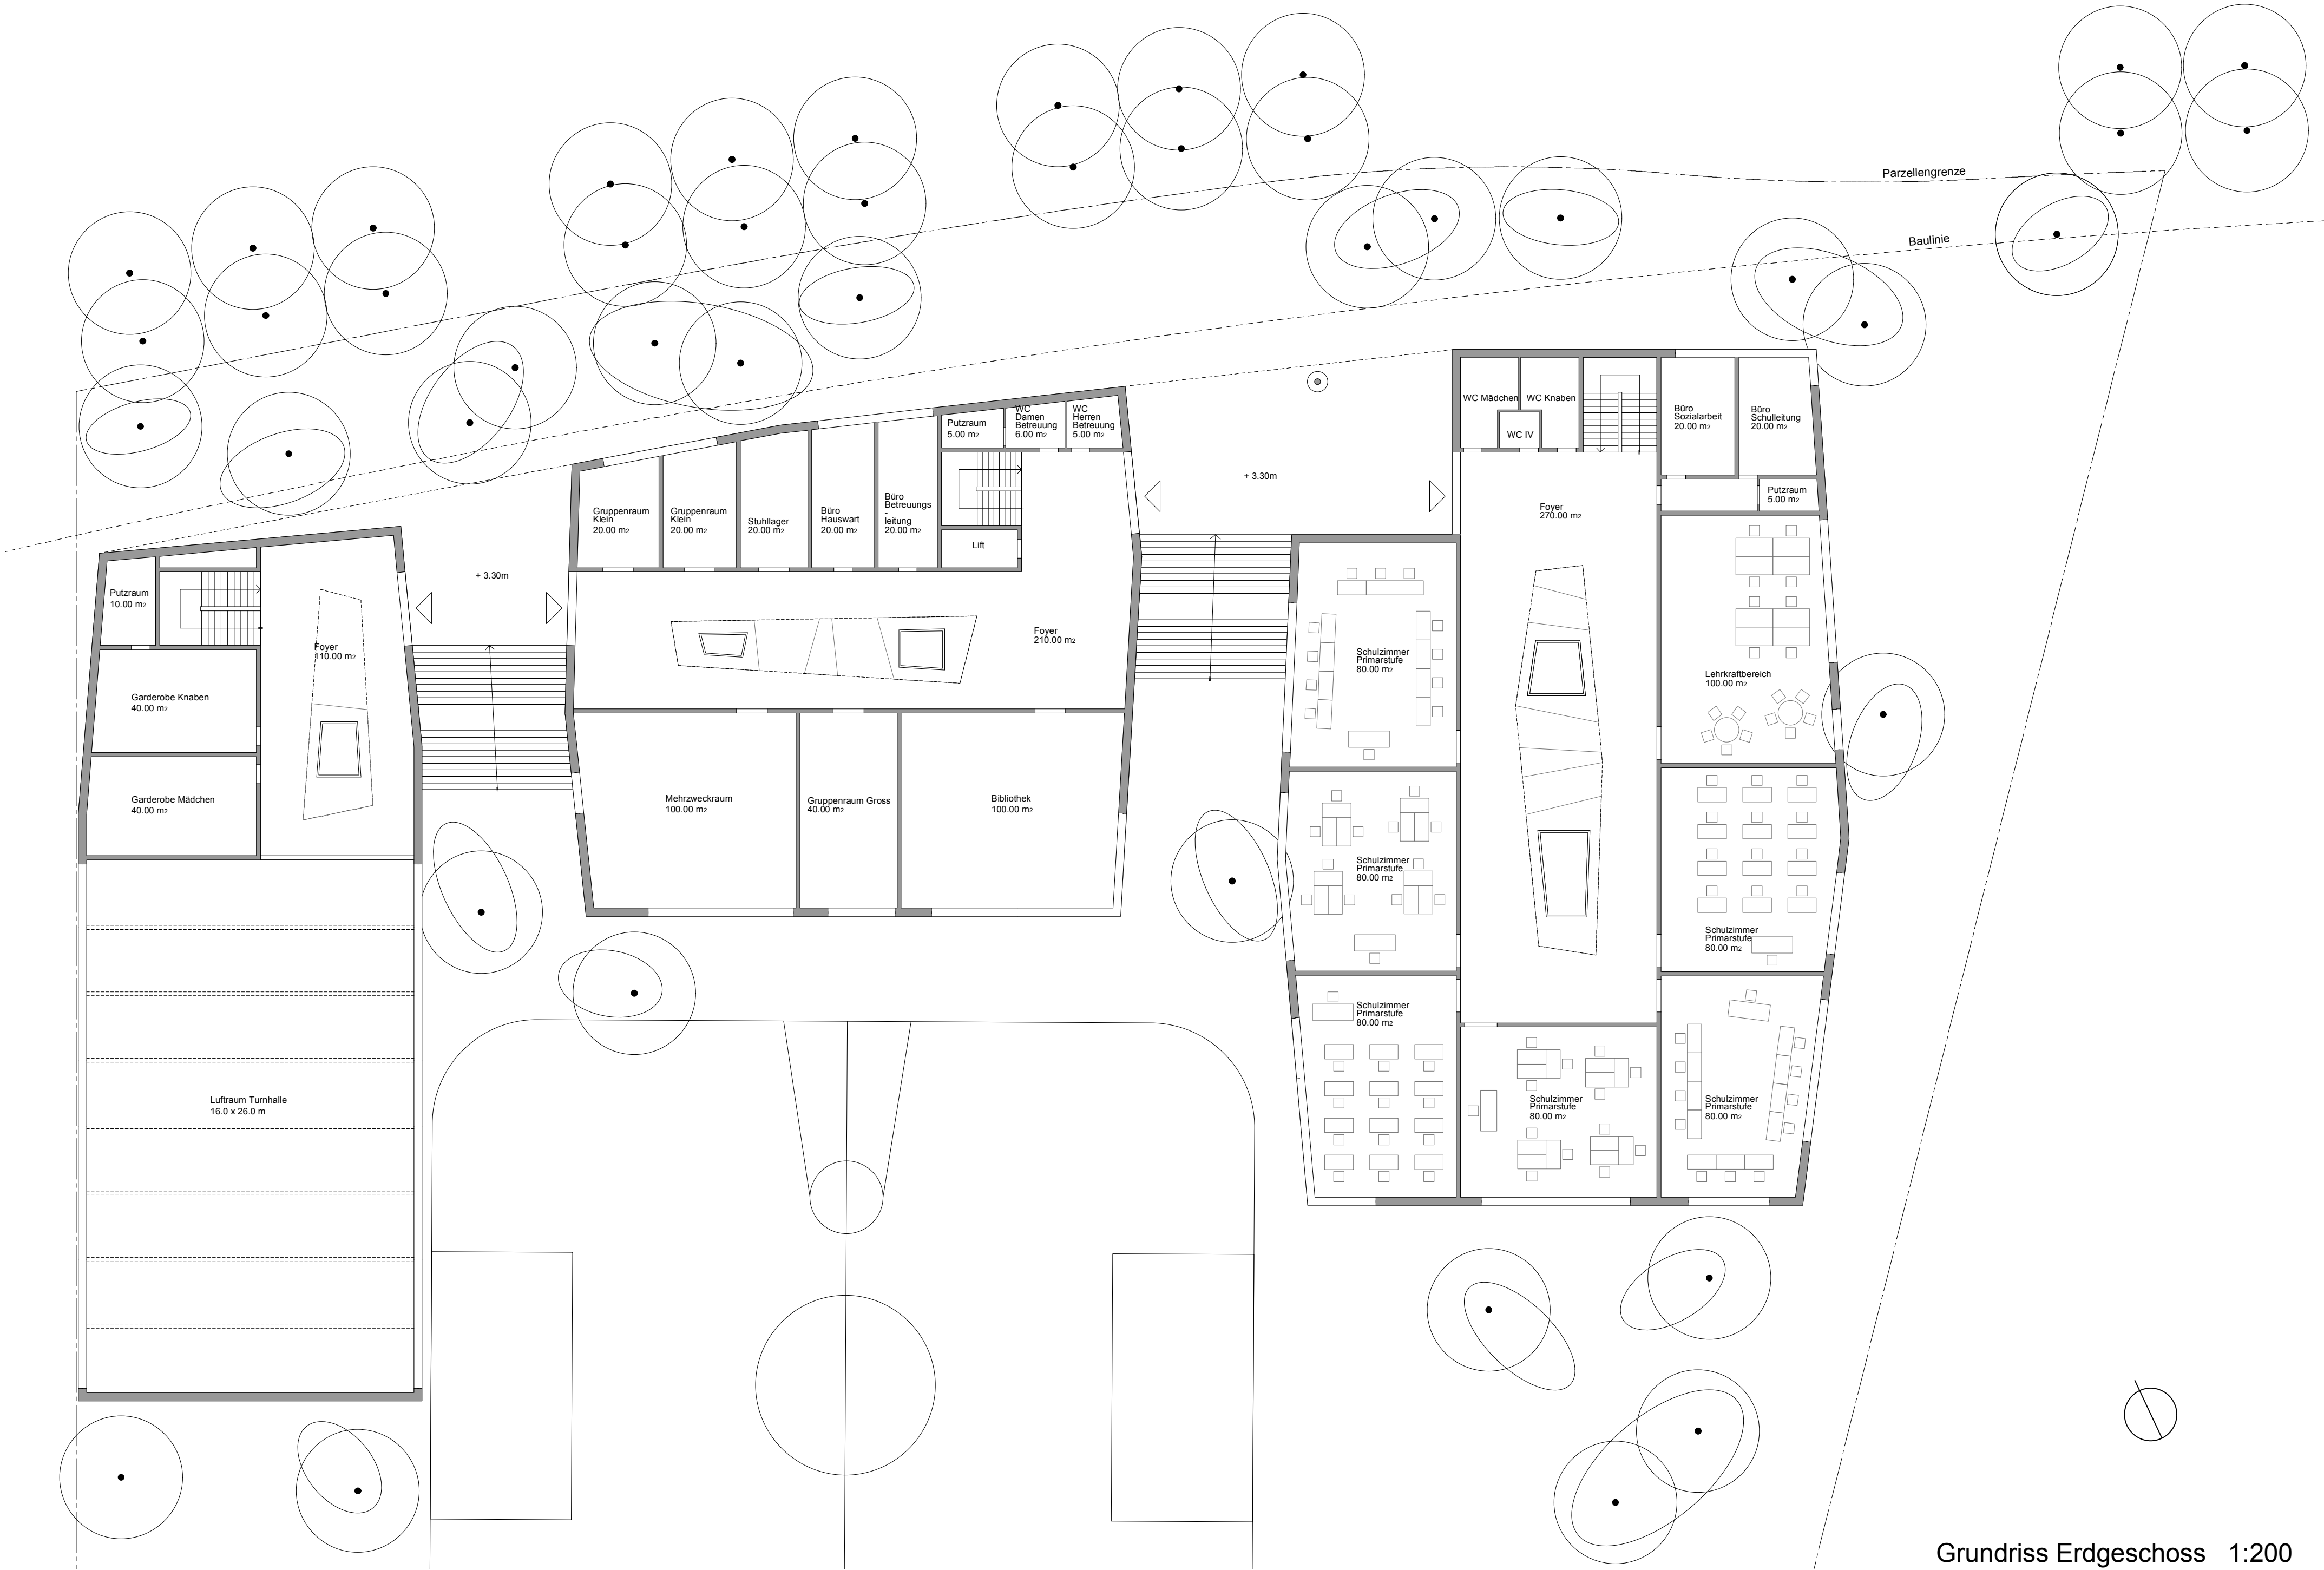 Parzellengrenze
Baulinie
WC Mädchen
WC Knaben
WC IV
Büro
Sozialarbeit
20.00 m2
Büro
Schulleitung
20.00 m2
Putzraum
5.00 m2
WC
Damen
Betreuung
6.00 m2
WC
Herren
Betreuung
5.00 m2
Putzraum
5.00 m2
Gruppenraum
Klein
20.00 m2
Gruppenraum
Klein
20.00 m2
Stuhllager
20.00 m2
Büro
Hauswart
20.00 m2
Büro
Betreuungs
-
leitung
20.00 m2
Lift
+ 3.30m
+ 3.30m
Foyer
270.00 m2
Putzraum
10.00 m2
Foyer
110.00 m2
Foyer
210.00 m2
Garderobe Knaben
40.00 m2
Garderobe Mädchen
40.00 m2
Mehrzweckraum
100.00 m2
Gruppenraum Gross
40.00 m2
Bibliothek
100.00 m2
Schulzimmer
Primarstufe
80.00 m2
Lehrkraftbereich
100.00 m2
Schulzimmer
Primarstufe
80.00 m2
Schulzimmer
Primarstufe
80.00 m2
Schulzimmer
Primarstufe
80.00 m2
Schulzimmer
Primarstufe
80.00 m2
Schulzimmer
Primarstufe
80.00 m2
Luftraum Turnhalle
16.0 x 26.0 m
Grundriss Erdgeschoss 1:200